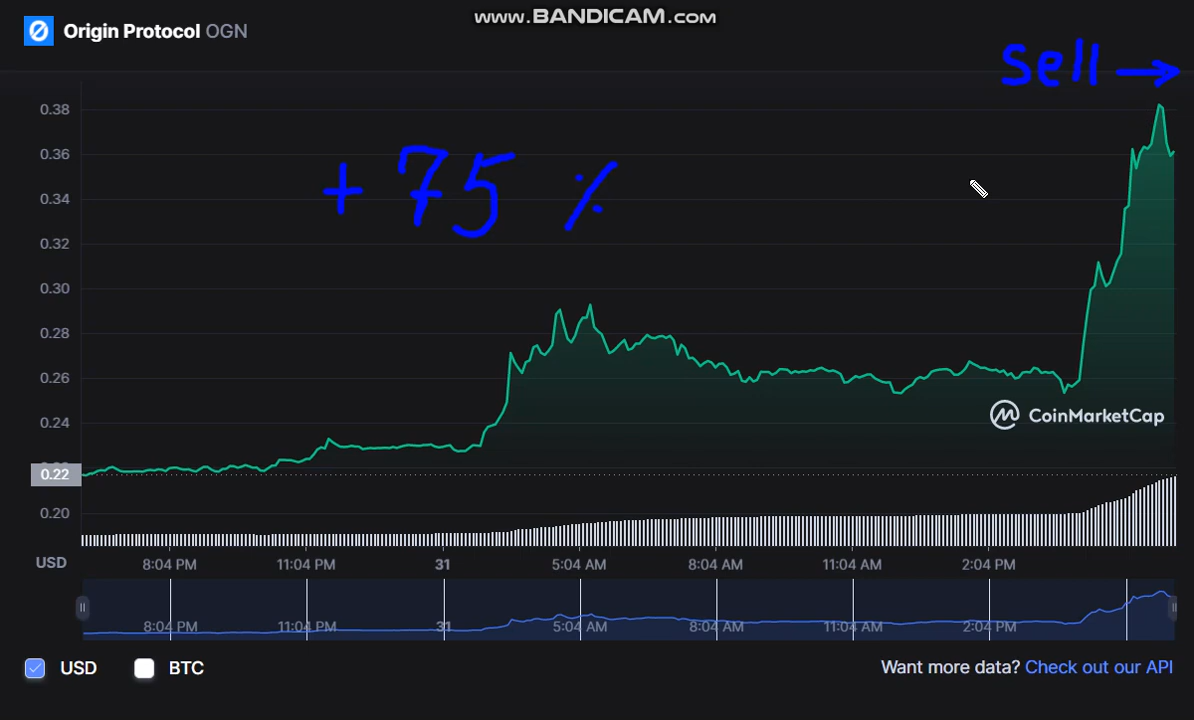 www.BANDICAM.com
Origin Protocol OGN
sell →
0.38
+ 75 %
0.36
0.34
0.32
0.30
0.28
0.26
0.24
CoinMarketCap
0.22
0.20
USD
8:04 PM 11:04 PM 31 5:04 AM 8:04 AM 11:04 AM 2:04 PM
8:04 PM 11:04 PM 31 5:04 AM 8:04 AM 11:04 AM 2:04 PM
USD BTC Want more data? Check out our API